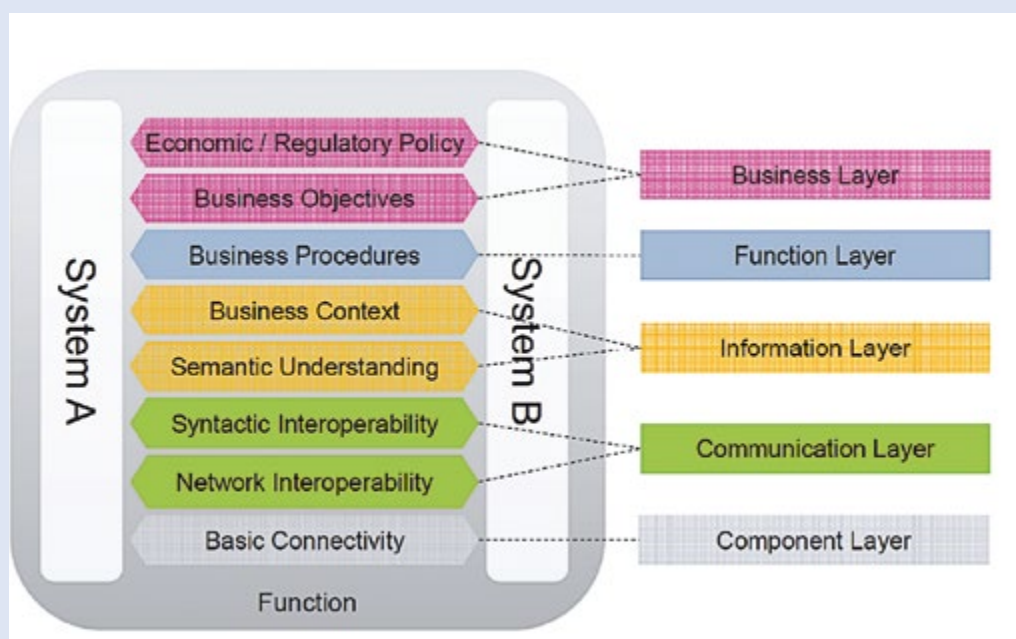 System A
Economic / Regulatory Policy
Business Objectives
Business Procedures
Business Context
Semantic Understanding
Syntactic Interoperability
Network Interoperability
Basic Connectivity
Function
System B
Business Layer
Function Layer
Information Layer
Communication Layer
Component Layer